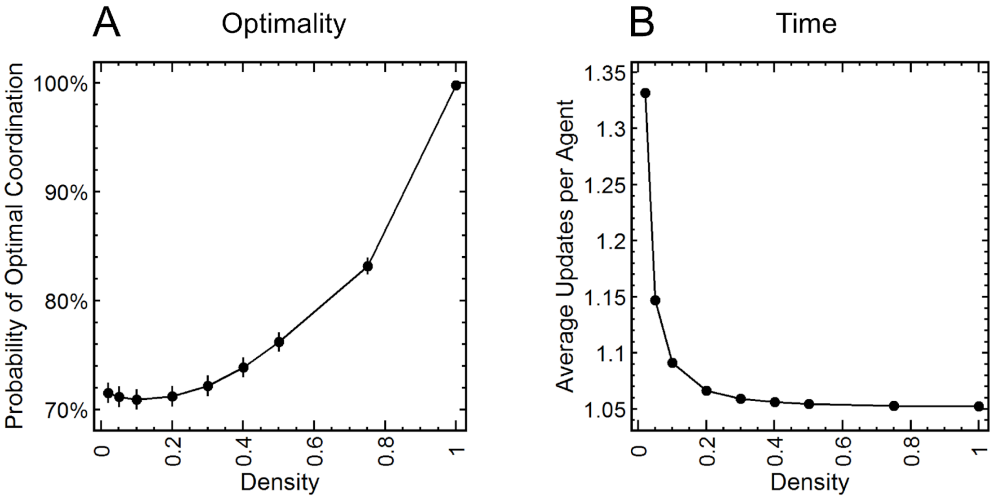 A
Optimality
Probability of Optimal Coordination
100%
90%
80%
70%
0
0.2
0.4
0.6
0.8
1
Density
B
Time
Average Updates per Agent
1.35
1.3
1.25
1.2
1.15
1.1
1.05
0
0.2
0.4
0.6
0.8
1
Density